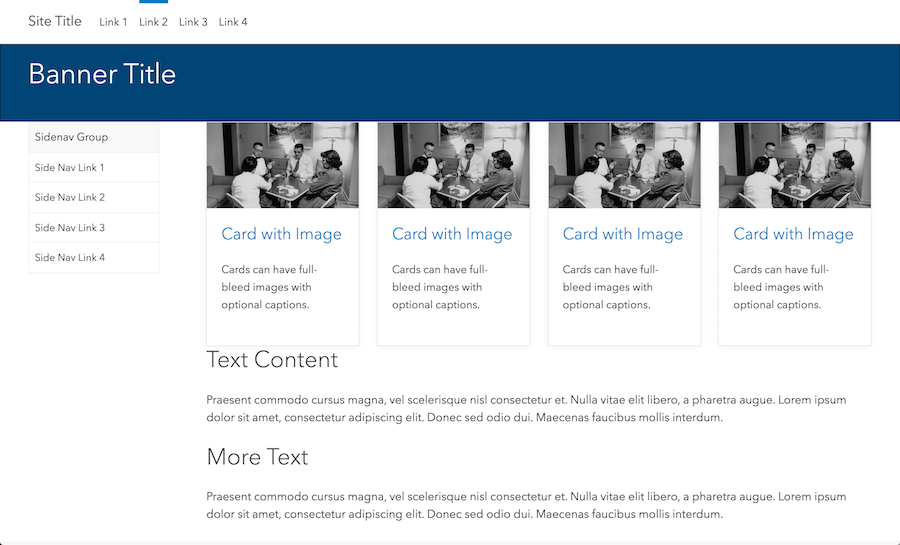 Site Title Link 1 Link 2 Link 3 Link 4
Banner Title
Sidenav Group
Side Nav Link 1
Side Nav Link 2
Side Nav Link 3
Side Nav Link 4
Card with Image
Cards can have full-
bleed images with
optional captions.
Card with Image
Cards can have full-
bleed images with
optional captions.
Card with Image
Cards can have full-
bleed images with
optional captions.
Card with Image
Cards can have full-
bleed images with
optional captions.
Text Content
Praesent commodo cursus magna, vel scelerisque nisl consectetur et. Nulla vitae elit libero, a pharetra augue. Lorem ipsum
dolor sit amet, consectetur adipiscing elit. Donec sed odio dui. Maecenas faucibus mollis interdum.
More Text
Praesent commodo cursus magna, vel scelerisque nisl consectetur et. Nulla vitae elit libero, a pharetra augue. Lorem ipsum
dolor sit amet, consectetur adipiscing elit. Donec sed odio dui. Maecenas faucibus mollis interdum.